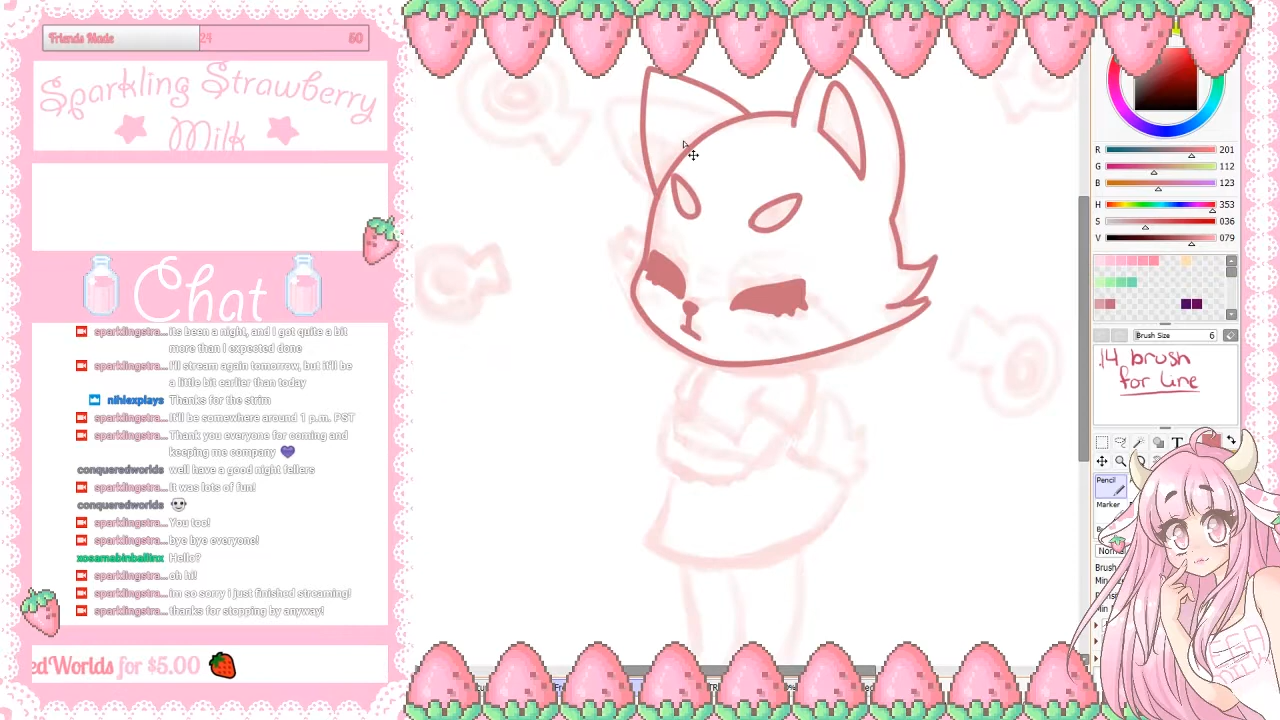 Friends Made 24 50
Sparkling Strawberry
Milk
Chat
sparklingstra... its been a night, and I got quite a bit
more than I expected done
sparklingstra... I'll stream again tomorrow, but it'll be
a little bit earlier than today
nihlexplays Thanks for the strim
sparklingstra... It'll be somewhere around 1 p.m. PST
sparklingstra... Thank you everyone for coming and
keeping me company 💜
conqueredworlds well have a good night fellers
sparklingstra... It was lots of fun!
conqueredworlds
sparklingstra... You too!
sparklingstra... bye bye everyone!
xosamabinballinx Hello?
sparklingstra... oh hi!
sparklingstra... im so sorry I just finished streaming!
sparklingstra... thanks for stopping by anyway!
edWorlds for $5.00
R 201
G 112
B 123
H 353
S 036
V 079
Brush Size 6
.14 brush
for line
T
Pencil
Marker